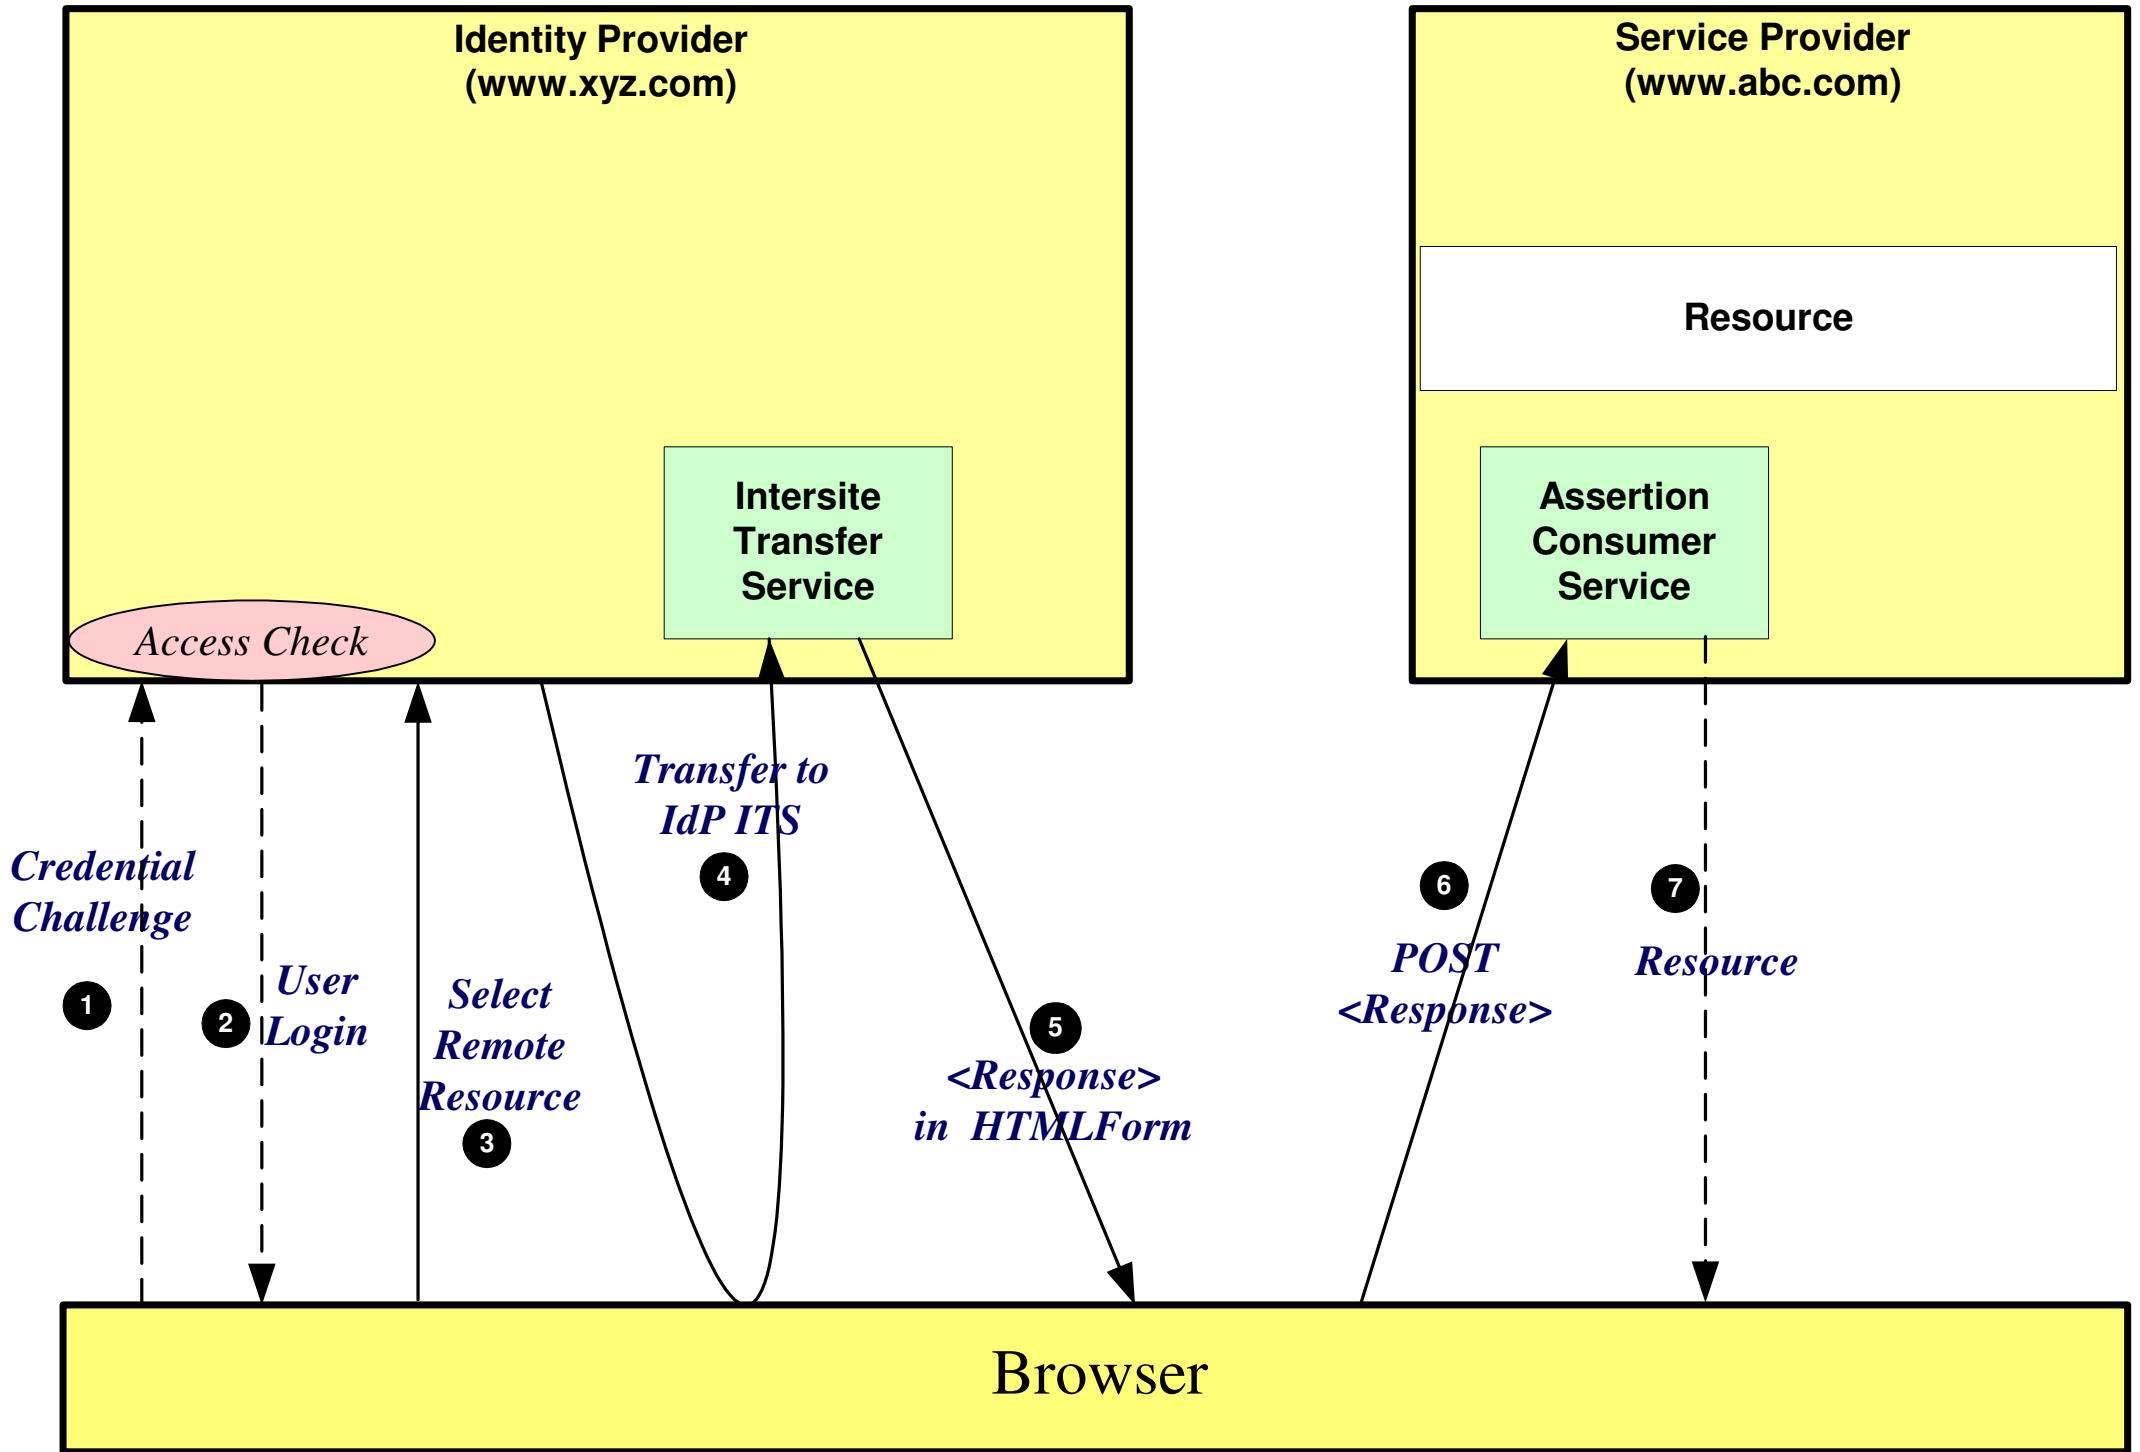 Identity Provider
(www.xyz.com)
Service Provider
(www.abc.com)
Resource
Intersite
Transfer
Service
Assertion
Consumer
Service
Access Check
Credential
Challenge
1
2
User
Login
Select
Remote
Resource
3
Transfer to
IdP ITS
4
5
<Response>
in HTMLForm
6
POST
<Response>
7
Resource
Browser